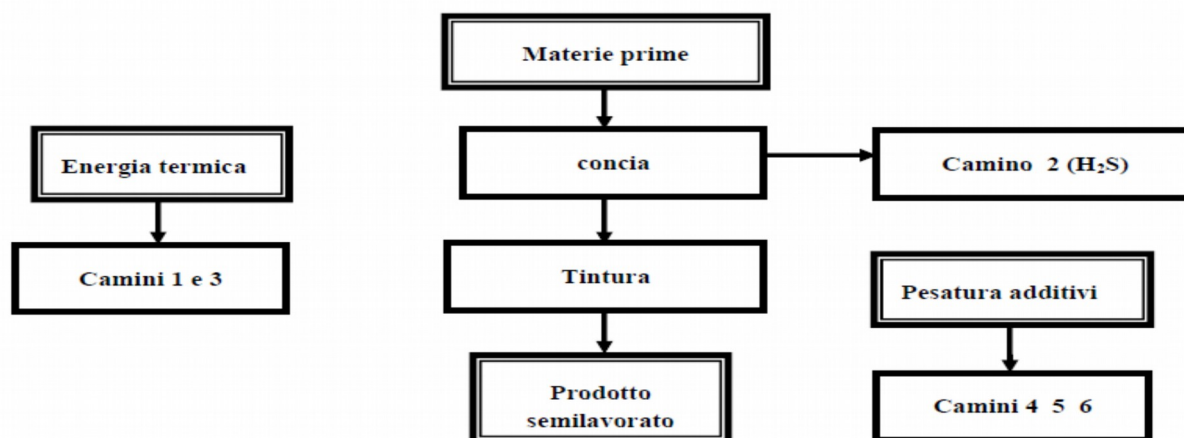 Materie prime
Energia termica
concia
Camino 2 (H₂S)
Camini 1 e 3
Tintura
Pesatura additivi
Prodotto
semilavorato
Camini 4 5 6